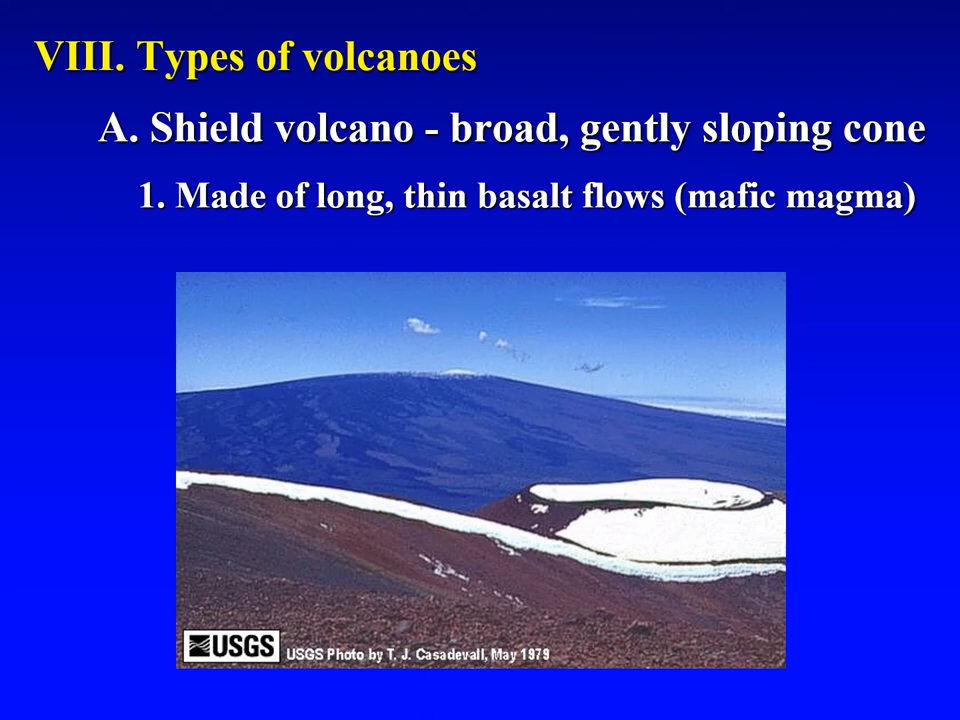 VIII. Types of volcanoes
A. Shield volcano - broad, gently sloping cone
1. Made of long, thin basalt flows (mafic magma)
USGS USGS Photo by T. J. Casadevall, May 1979